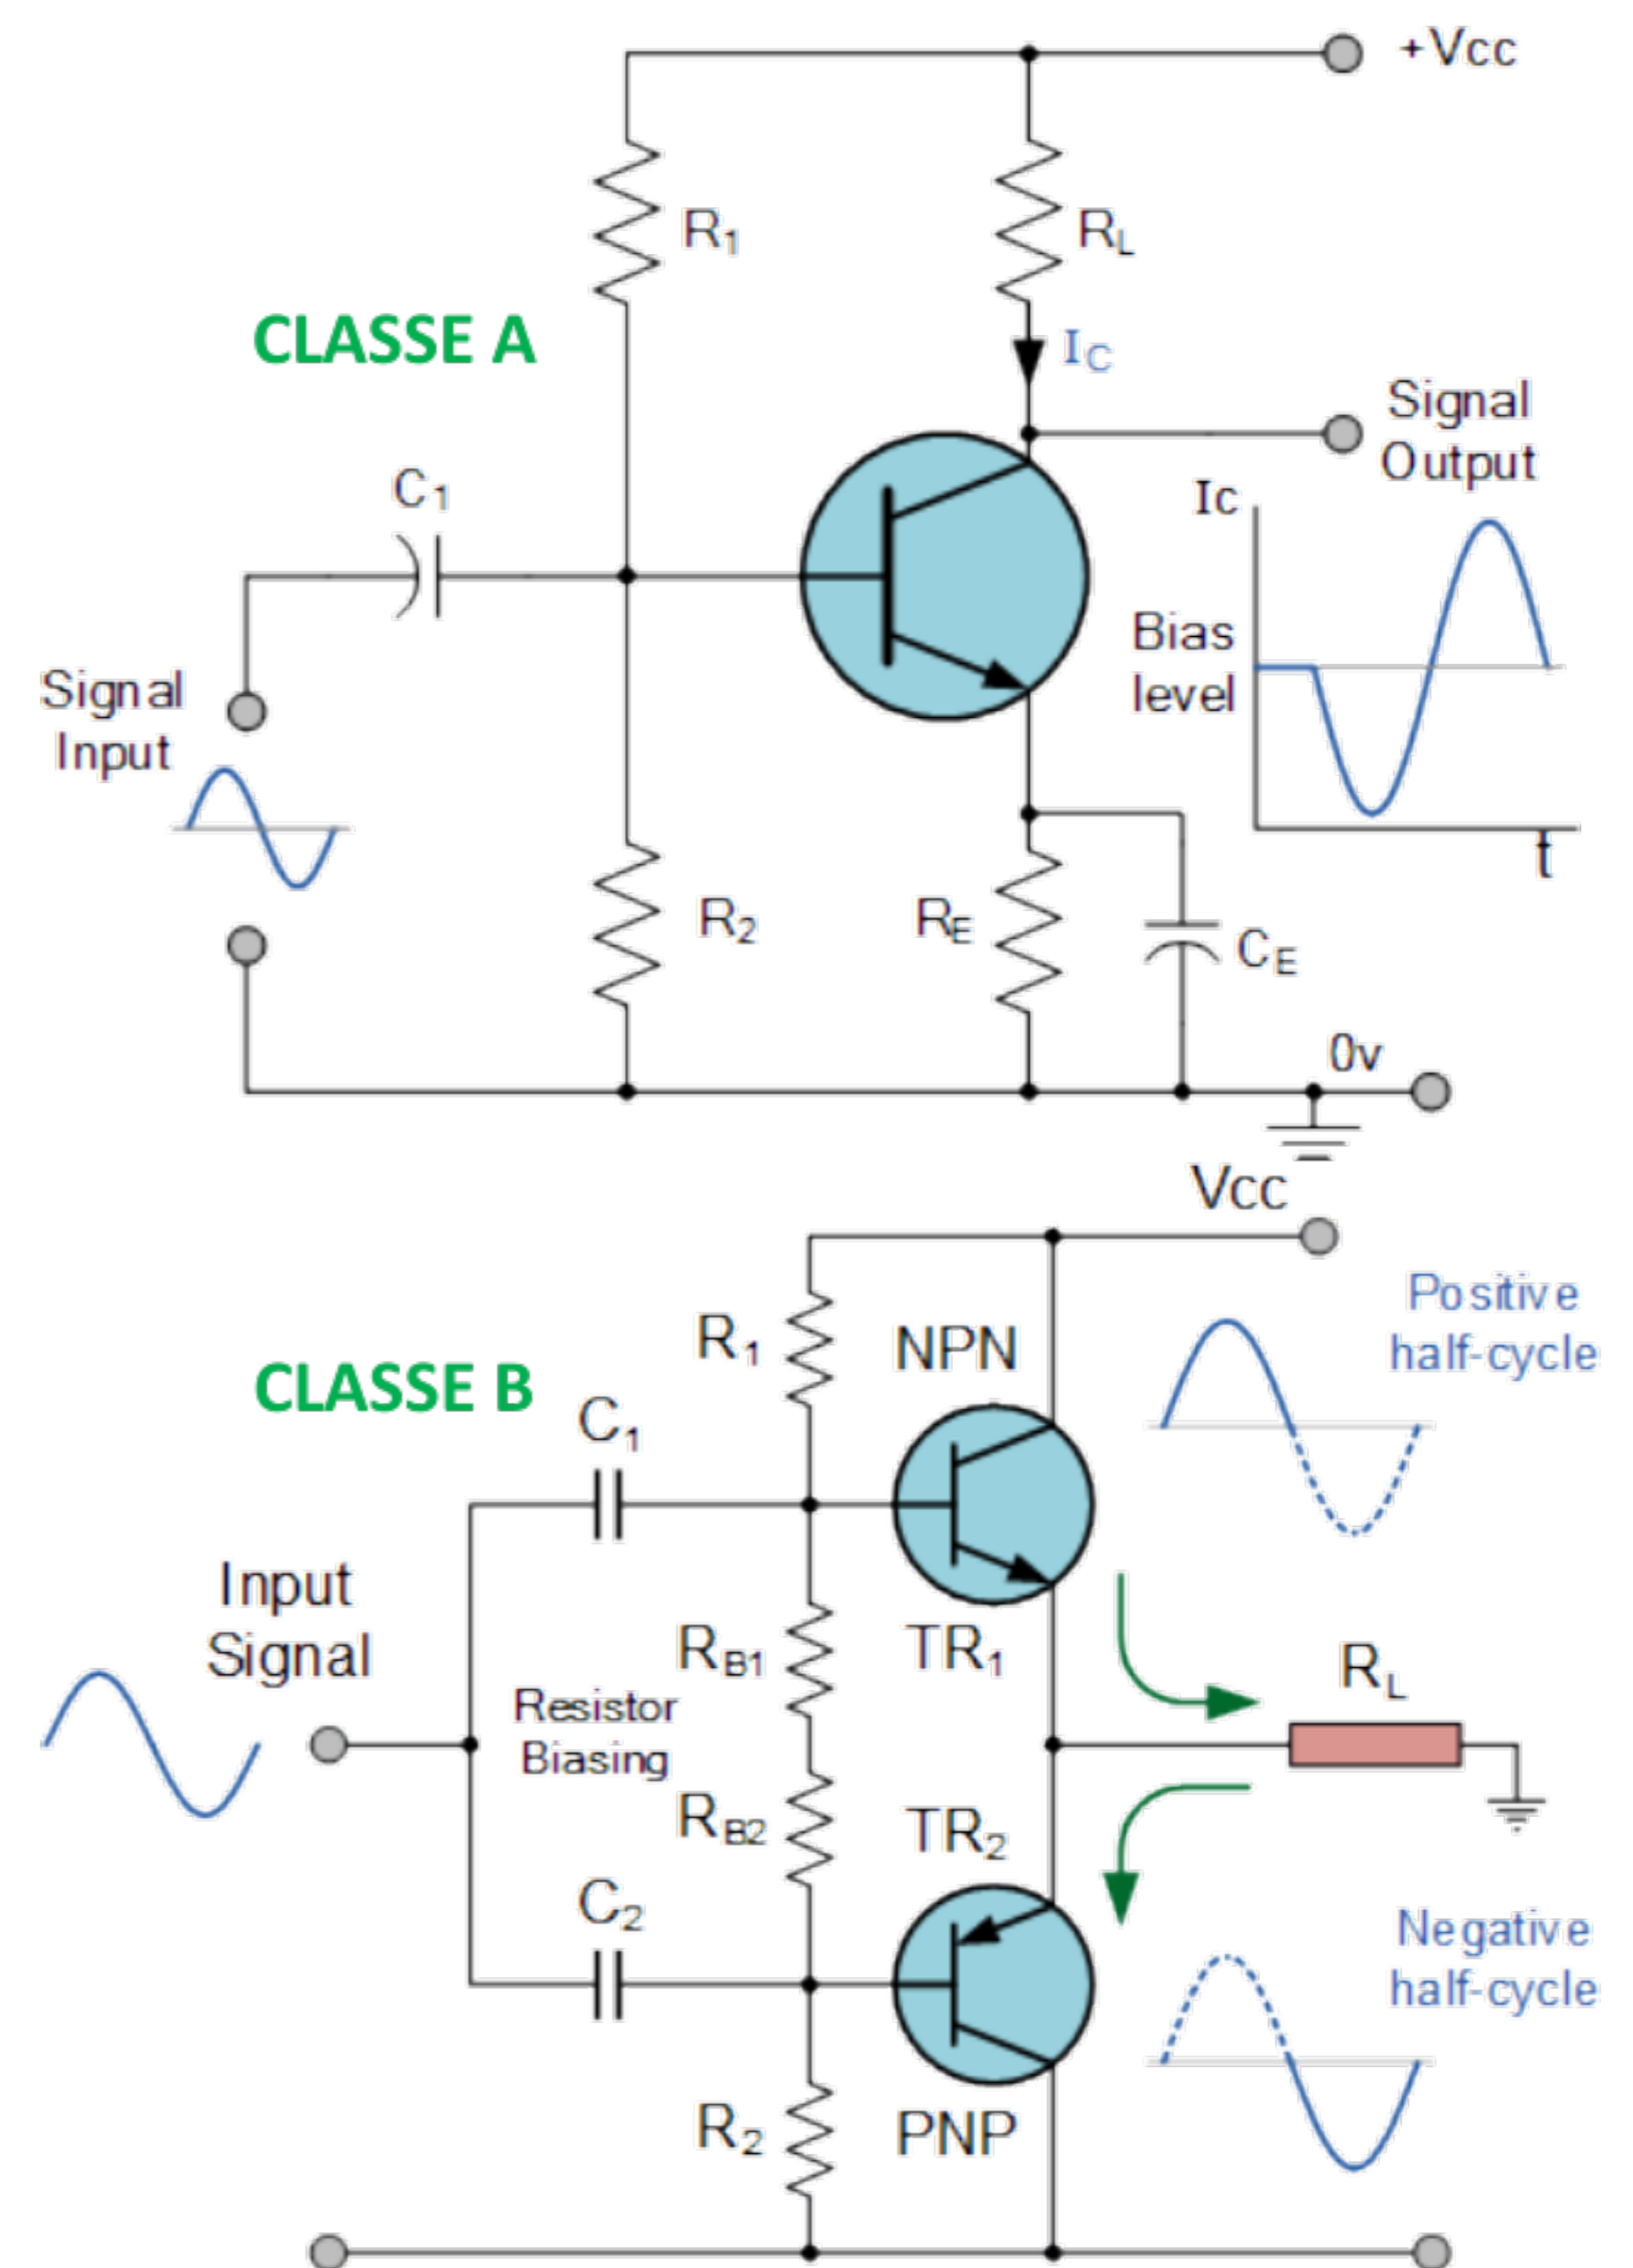 +Vcc
R1
RL
CLASSE A
IC
Signal
Output
C1
Ic
Bias
level
Signal
Input
t
R2
RE
CE
0v
Vcc
Positive
half-cycle
R1
NPN
CLASSE B
C1
Input
Signal
RB1
TR1
RL
Resistor
Biasing
RB2
TR2
C2
Negative
half-cycle
R2
PNP